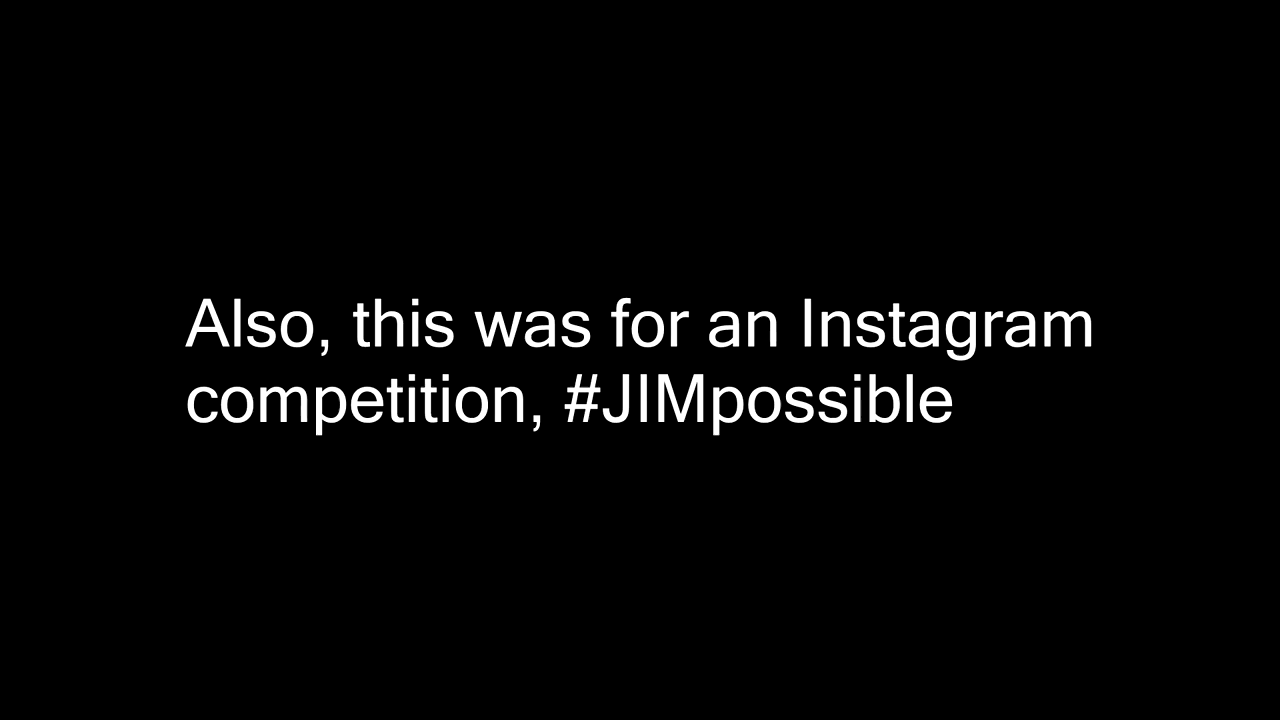 Also, this was for an Instagram
competition, #JIMpossible